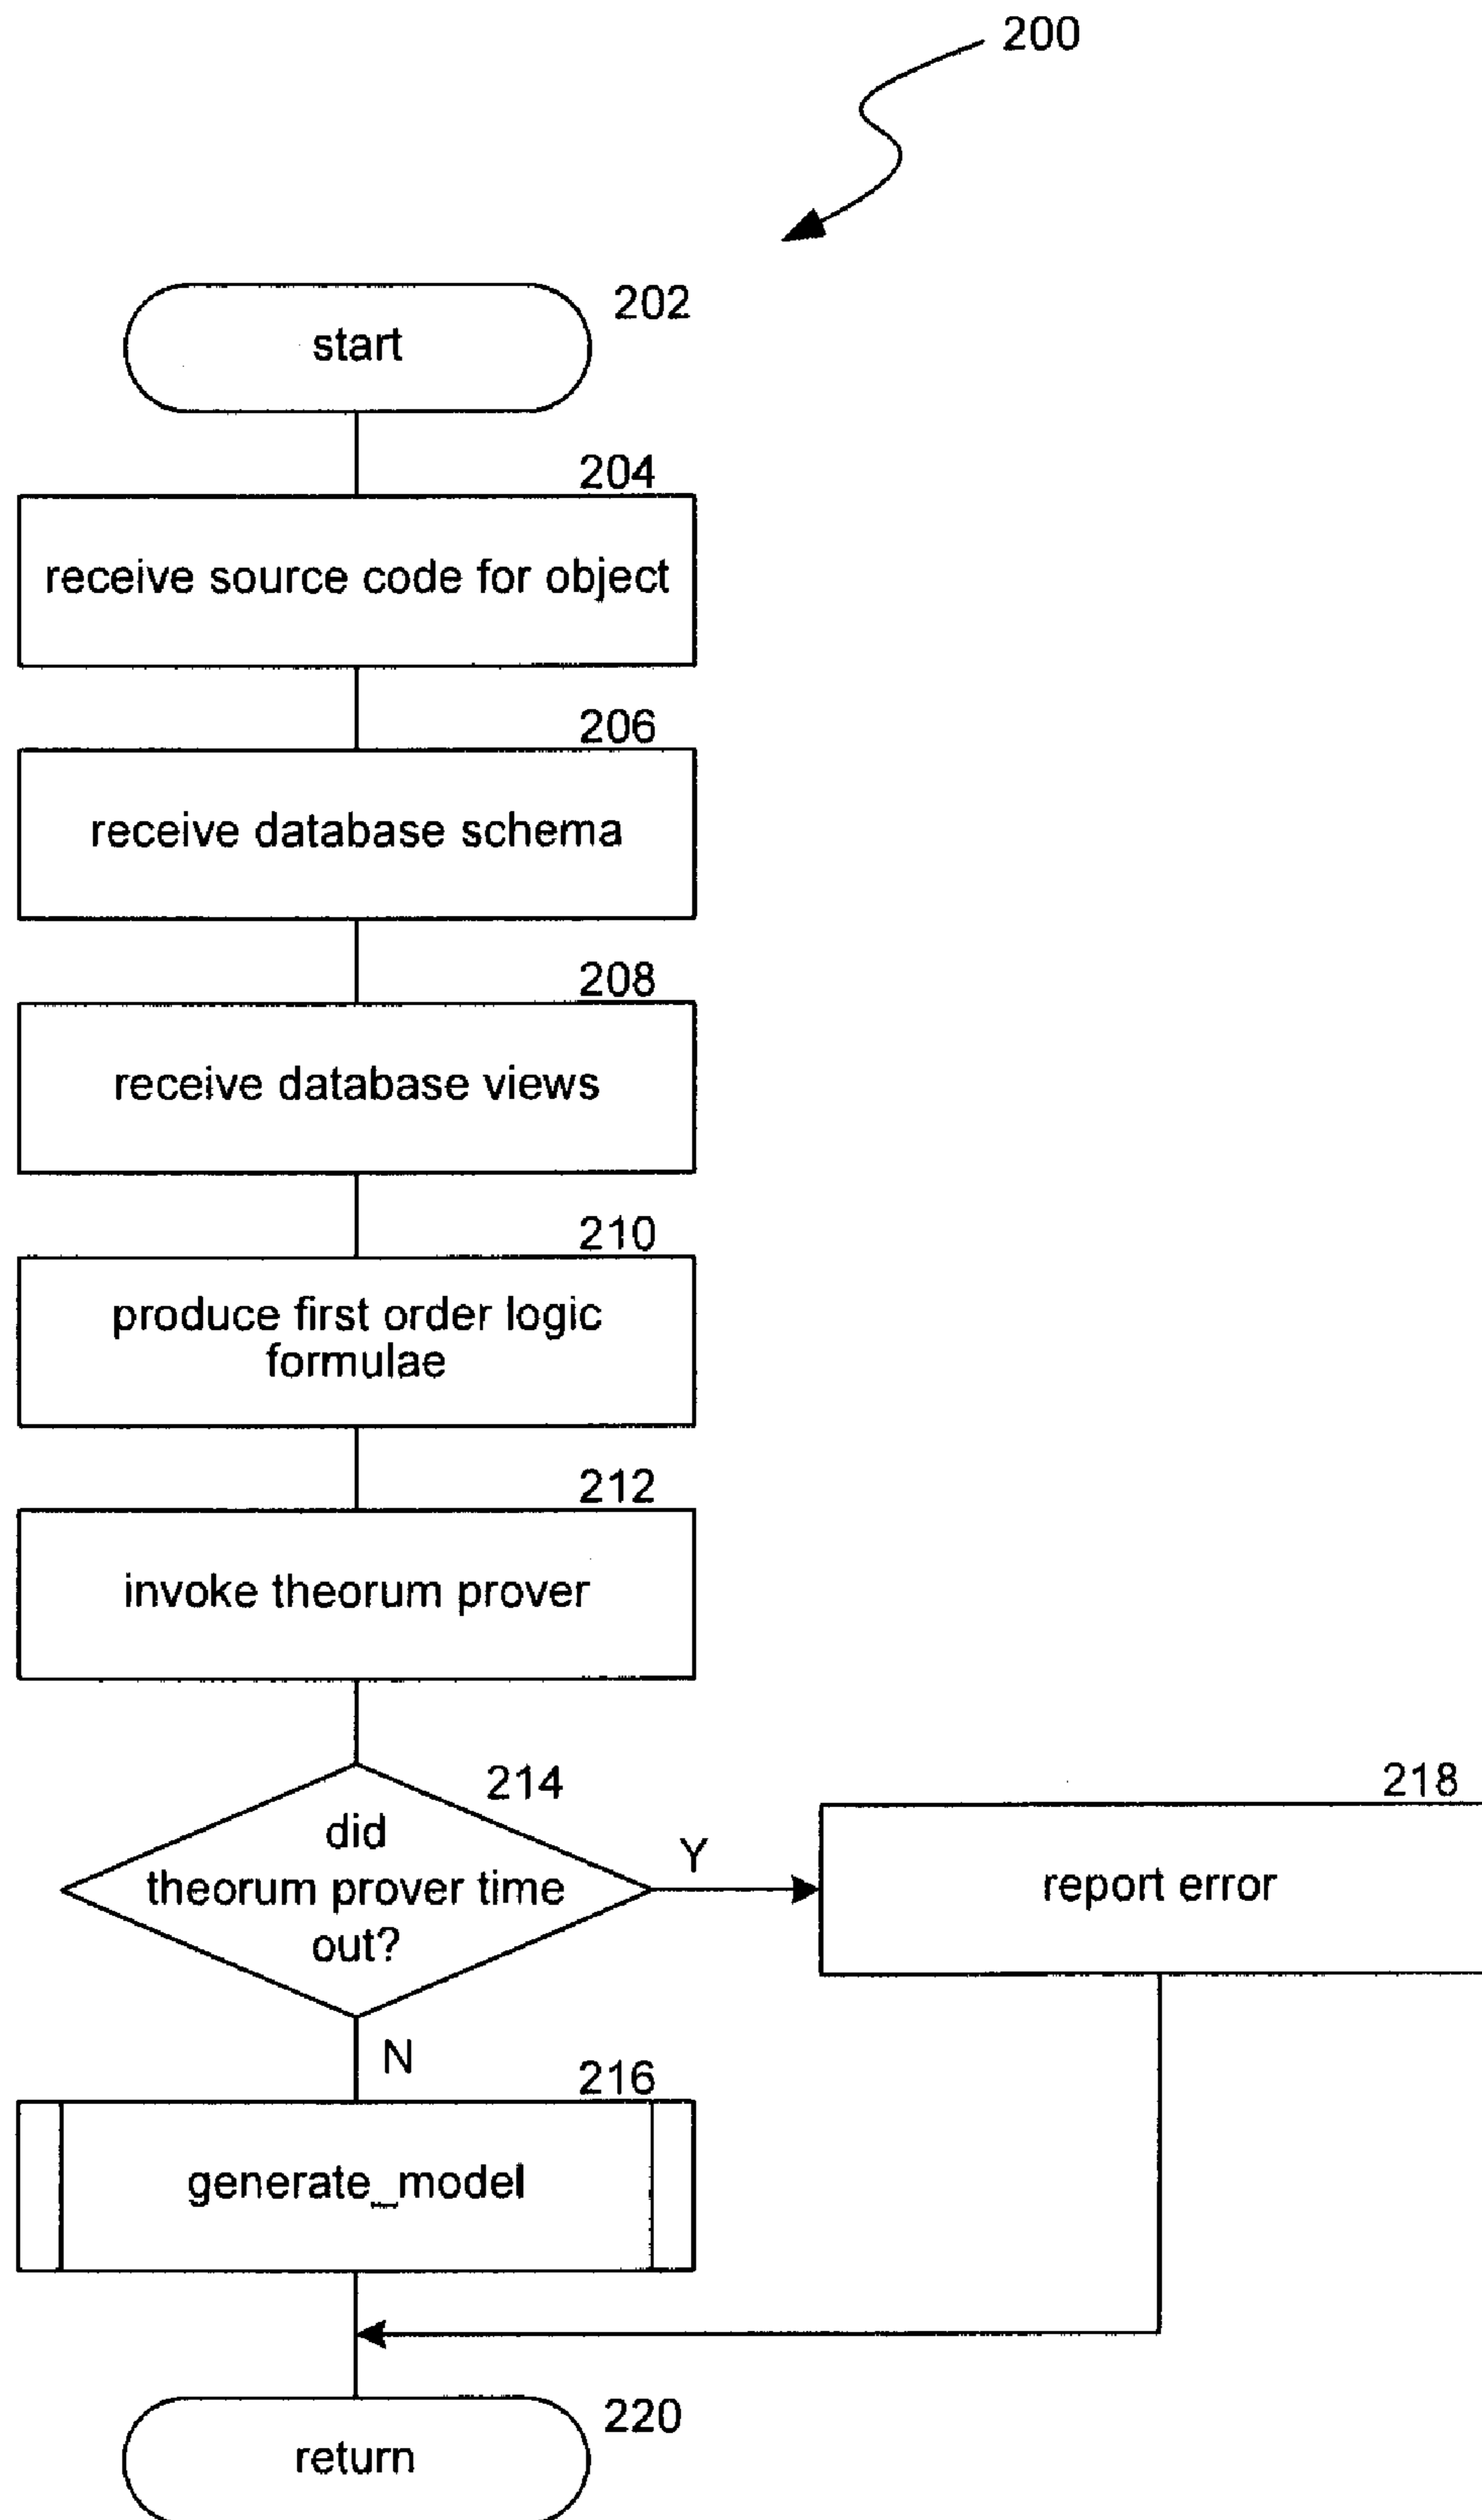 200
202
start
204
receive source code for object
206
receive database schema
208
receive database views
210
produce first order logic
formulae
212
invoke theorum prover
214
did
theorum prover time
out?
Y
218
report error
N
216
generate_model
220
return